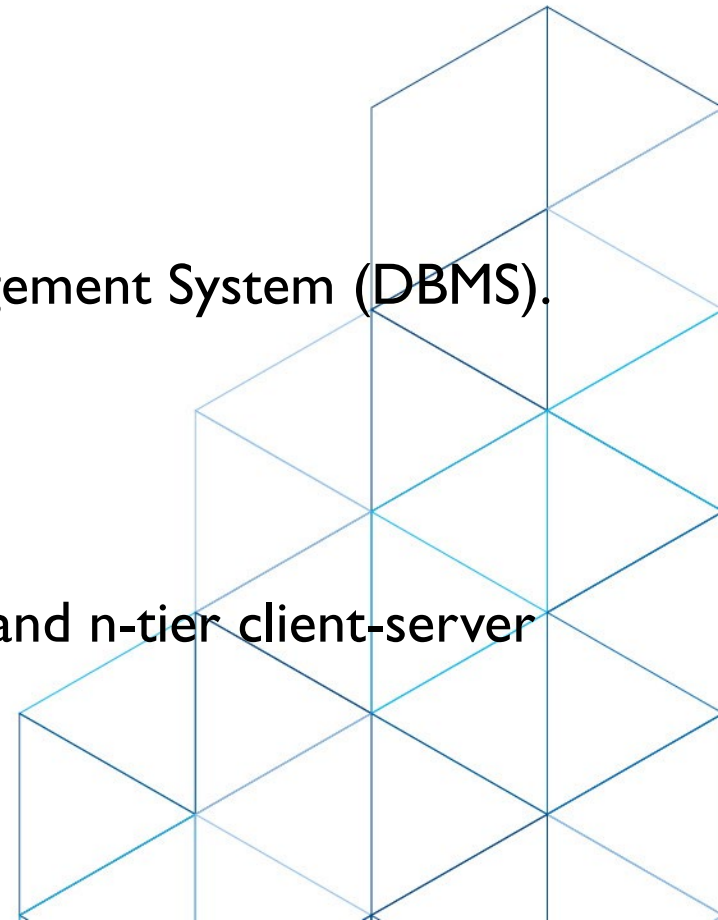 gement System (DBMS).
and n-tier client-server